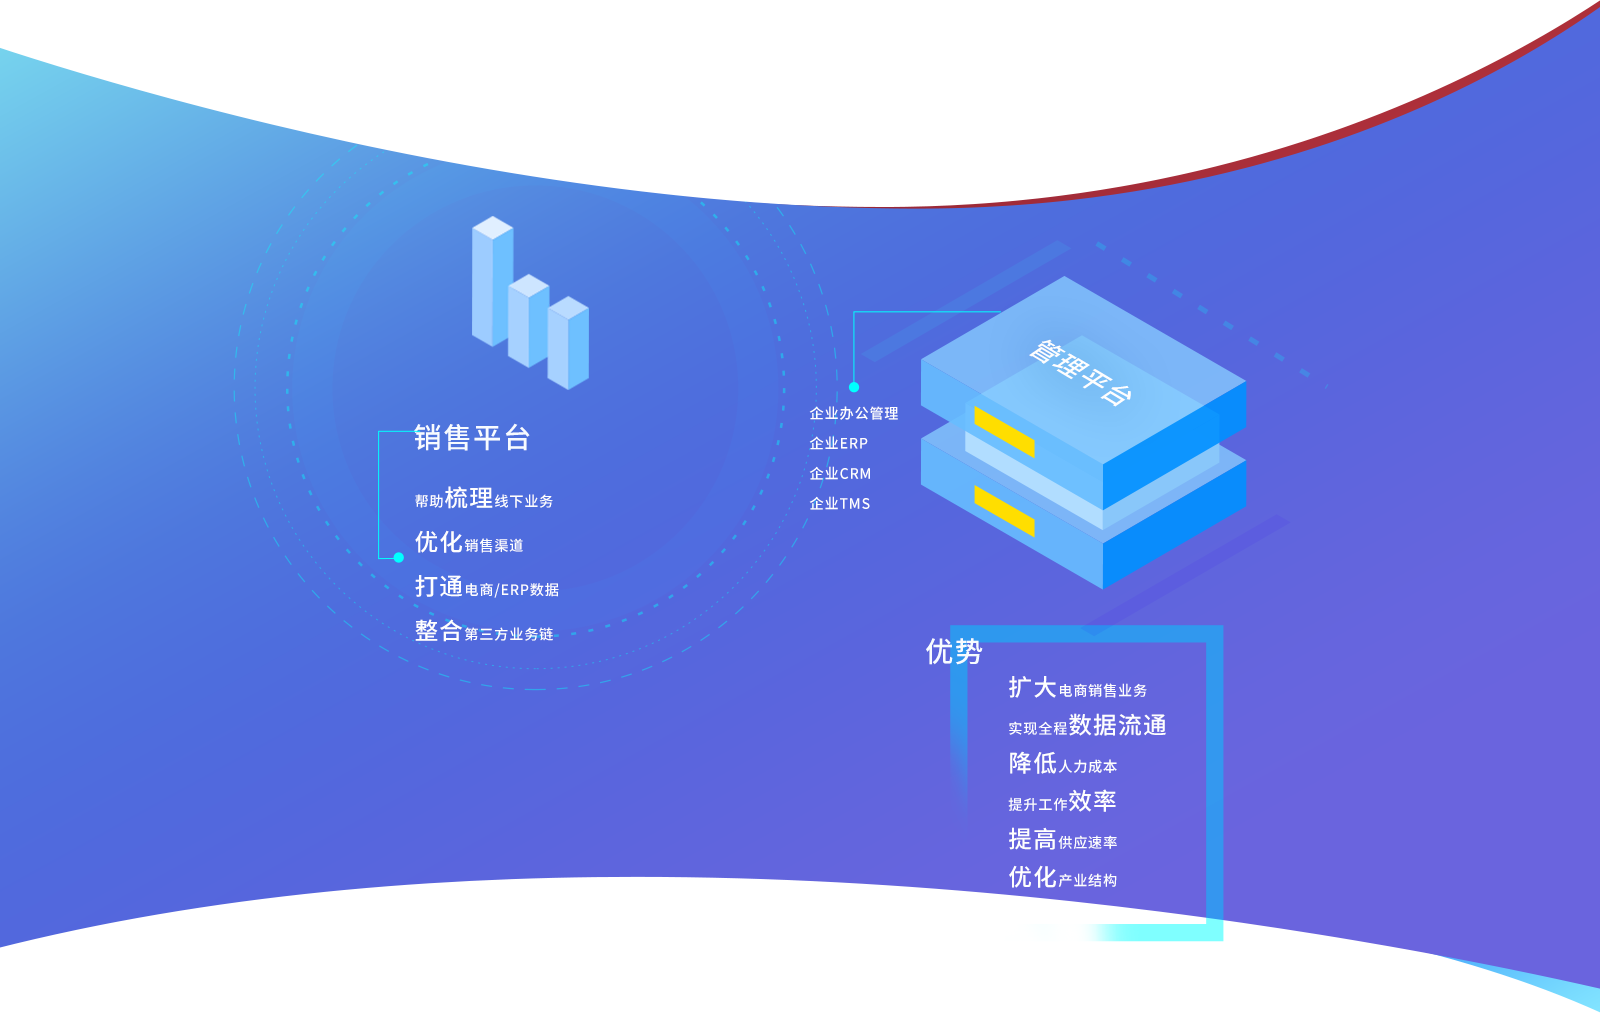 销售平台
帮助梳理线下业务
优化销售渠道
打通电商/ERP数据
整合第三方业务链
管理平台
企业办公管理
企业ERP
企业CRM
企业TMS
优势
扩大电商销售业务
实现全程数据流通
降低人力成本
提升工作效率
提高供应速率
优化产业结构